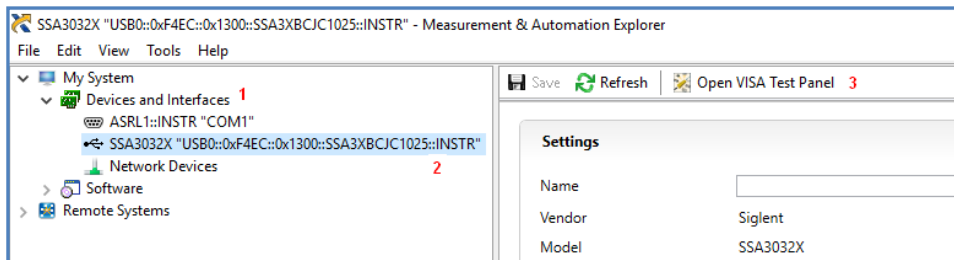 SSA3032X "USB0::0xF4EC::0x1300::SSA3XBCJC1025::INSTR" - Measurement & Automation Explorer
File Edit View Tools Help
My System
Devices and Interfaces 1
ASRL1::INSTR "COM1"
SSA3032X "USB0::0xF4EC::0x1300::SSA3XBCJC1025::INSTR"
Network Devices 2
Software
Remote Systems
Save Refresh Open VISA Test Panel 3
Settings
Name
Vendor Siglent
Model SSA3032X